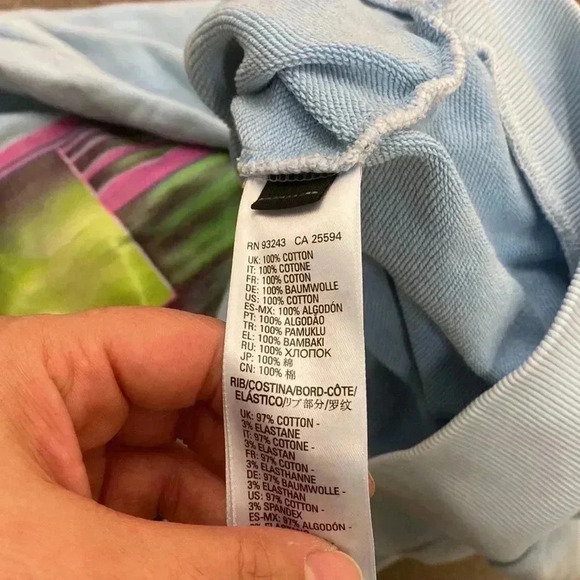 RN 93243 CA 25594
UK: 100% COTTON
IT: 100% COTONE
FR: 100% COTON
DE: 100% BAUMWOLLE
US: 100% COTTON
ES-MX: 100% ALGODÓN
PT: 100% ALGODÃO
TR: 100% PAMUKLU
EL: 100% BAMBAKI
RU: 100% ХЛОПОК
JP: 100% 綿
CN: 100% 棉
RIB/COSTINA/BORD-CÔTE/
ELÁSTICO/リブ部分/罗纹
UK: 97% COTTON -
3% ELASTANE
IT: 97% COTONE -
3% ELASTAN
FR: 97% COTON -
3% ELASTHANNE
DE: 97% BAUMWOLLE -
3% ELASTHAN
US: 97% COTTON -
3% SPANDEX
ES-MX: 97% ALGODÓN -